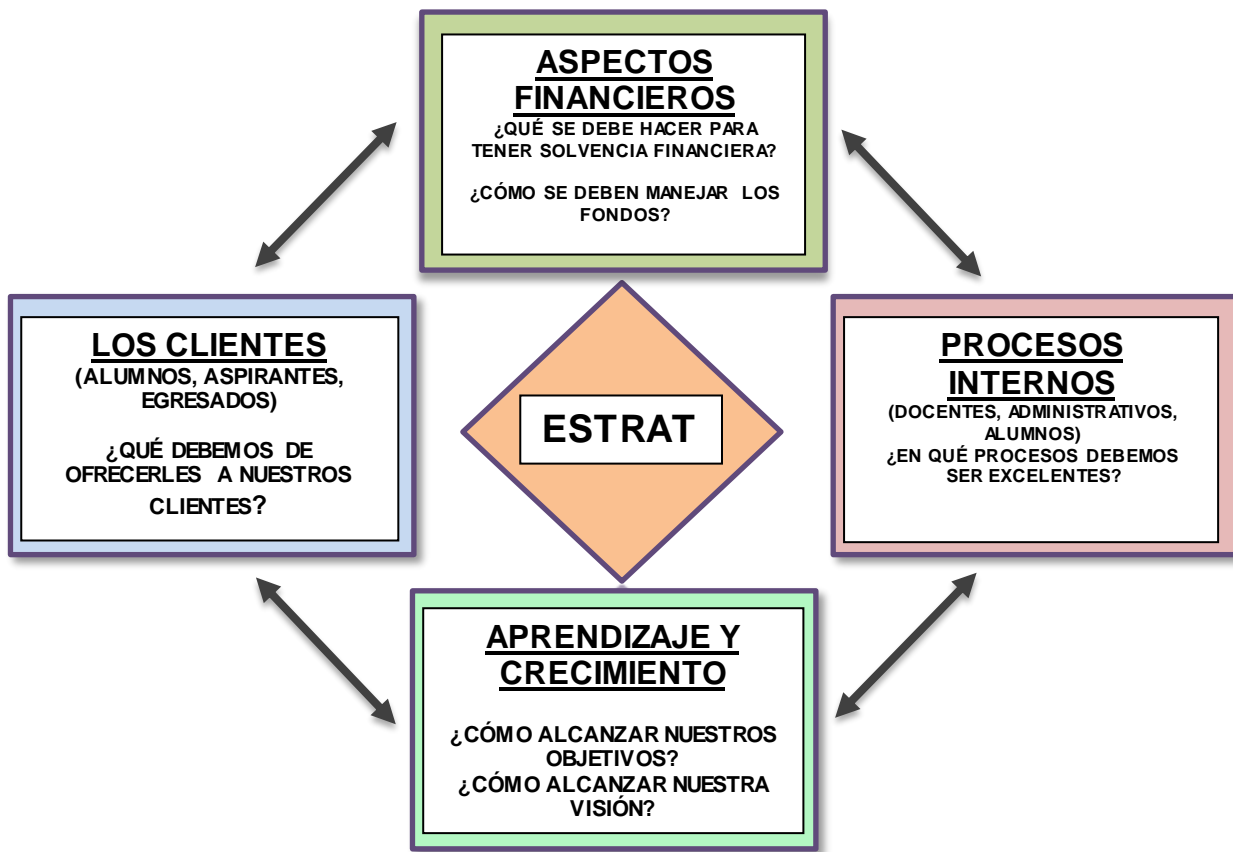 ASPECTOS
FINANCIEROS
¿QUÉ SE DEBE HACER PARA
TENER SOLVENCIA FINANCIERA?
¿CÓMO SE DEBEN MANEJAR LOS
FONDOS?
LOS CLIENTES
(ALUMNOS, ASPIRANTES,
EGRESADOS)
¿QUÉ DEBEMOS DE
OFRECERLES A NUESTROS
CLIENTES?
ESTRAT
PROCESOS
INTERNOS
(DOCENTES, ADMINISTRATIVOS,
ALUMNOS)
¿EN QUÉ PROCESOS DEBEMOS
SER EXCELENTES?
APRENDIZAJE Y
CRECIMIENTO
¿CÓMO ALCANZAR NUESTROS
OBJETIVOS?
¿CÓMO ALCANZAR NUESTRA
VISIÓN?